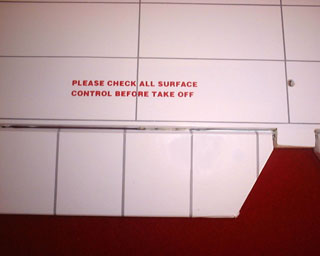 PLEASE CHECK ALL SURFACE
CONTROL BEFORE TAKE OFF